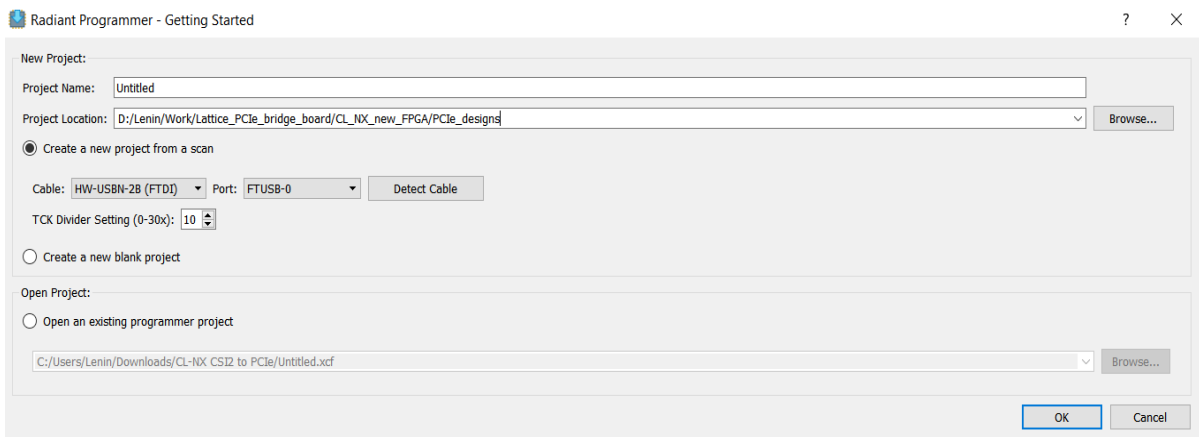 Radiant Programmer - Getting Started ?
New Project:
Project Name: Untitled
Project Location: D:/Lenin/Work/Lattice_PCIe_bridge_board/CL_NX_new_FPGA/PCIe_designs Browse...
Create a new project from a scan
Cable: HW-USBN-2B (FTDI) Port: FTUSB-0 Detect Cable
TCK Divider Setting (0-30x): 10
Create a new blank project
Open Project:
Open an existing programmer project
C:/Users/Lenin/Downloads/CL-NX CSI2 to PCIe/Untitled.xcf Browse...
OK Cancel